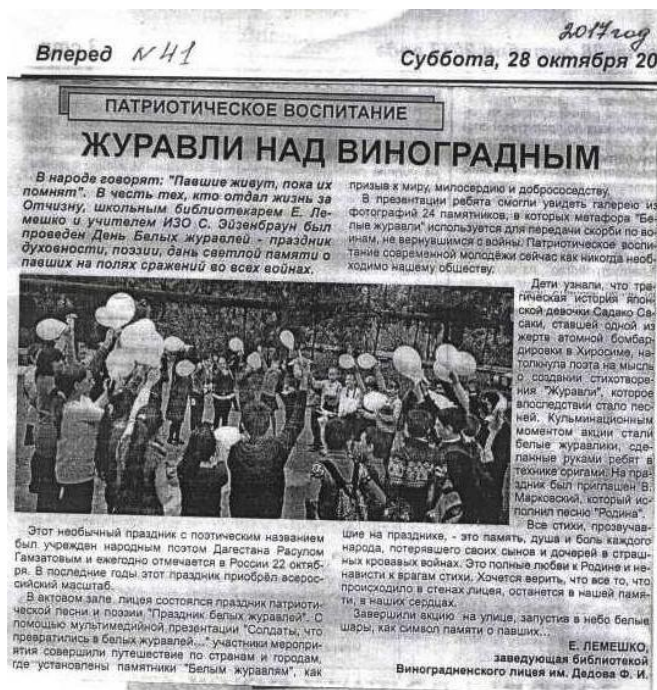 2017 год
Вперед N 41
Суббота, 28 октября 20
ПАТРИОТИЧЕСКОЕ ВОСПИТАНИЕ
ЖУРАВЛИ НАД ВИНОГРАДНЫМ
В народе говорят: "Павшие живут, пока их
помнят". В честь тех, кто отдал жизнь за
Отчизну, школьным библиотекарем Е. Ле-
мешко и учителем ИЗО С. Эйзенбраун был
проведен День Белых журавлей - праздник
духовности, поэзии, дань светлой памяти о
павших на полях сражений во всех войнах.
Этот необычный праздник с поэтическим названием
был учрежден народным поэтом Дагестана Расулом
Гамзатовым и ежегодно отмечается в России 22 октяб-
ря. В последние годы этот праздник приобрёл всерос-
сийский масштаб.
В актовом зале лицея состоялся праздник патриоти-
ческой песни и поэзии "Праздник белых журавлей". С
помощью мультимедийной презентации "Солдаты, что
превратились в белых журавлей...." участники меропри-
ятия совершили путешествие по странам и городам,
где установлены памятники "Белым журавлям", как
призыв к миру, милосердию и добрососедству.
В презентации ребята смогли увидеть галерею из
фотографий 24 памятников, в которых метафора "Бе-
лые журавли" используется для передачи скорби по во-
инам, не вернувшимся с войны. Патриотическое воспи-
тание современной молодёжи сейчас как никогда необ-
ходимо нашему обществу.
Дети узнали, что тра-
гическая история япон-
ской девочки Садако Са-
саки, ставшей одной из
жертв атомной бомбар-
дировки в Хиросиме, на-
толкнула поэта на мысль
о создании стихотворе-
ния "Журавли", которое
впоследствии стало пес-
ней. Кульминационным
моментом акции стали
белые журавлики, сде-
ланные руками ребят в
технике оригами. На пра-
здник был приглашен В.
Марковский, который ис-
полнил песню "Родина".
Все стихи, прозвучав-
шие на празднике, - это память, душа и боль каждого
народа, потерявшего своих сынов и дочерей в страш-
ных кровавых войнах. Это полные любви к Родине и не-
нависти к врагам стихи. Хочется верить, что все то, что
происходило в стенах лицея, останется в нашей памя-
ти, в наших сердцах.
Завершили акцию на улице, запустив в небо белые
шары, как символ памяти о павших...
Е. ЛЕМЕШКО,
заведующая библиотекой
Виноградненского лицея им. Дедова Ф. И.